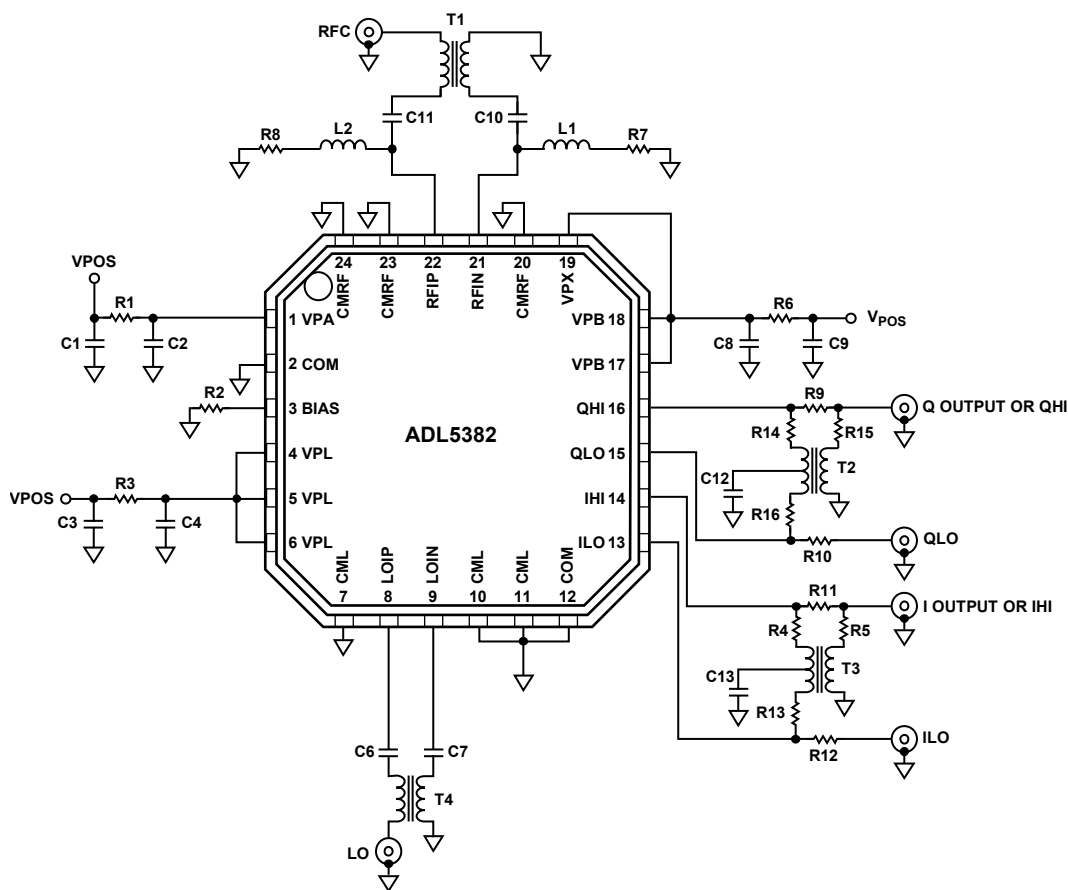 RFC
T1
C11
C10
R8
L2
L1
R7
24
23
22
21
20
19
CMRF
CMRF
RFIP
RFIN
CMRF
VPX
VPOS
R1
C1
C2
1 VPA
VPB 18
R6
VPOS
C8
C9
2 COM
VPB 17
R2
3 BIAS
ADL5382
QHI 16
R9
Q OUTPUT OR QHI
R14
R15
4 VPL
QLO 15
T2
C12
VPOS
R3
5 VPL
IHI 14
R16
C3
C4
6 VPL
ILO 13
R10
QLO
CML
LOIP
LOIN
CML
CML
COM
7
8
9
10
11
12
R11
I OUTPUT OR IHI
R4
R5
T3
C13
R13
R12
ILO
C6
C7
T4
LO